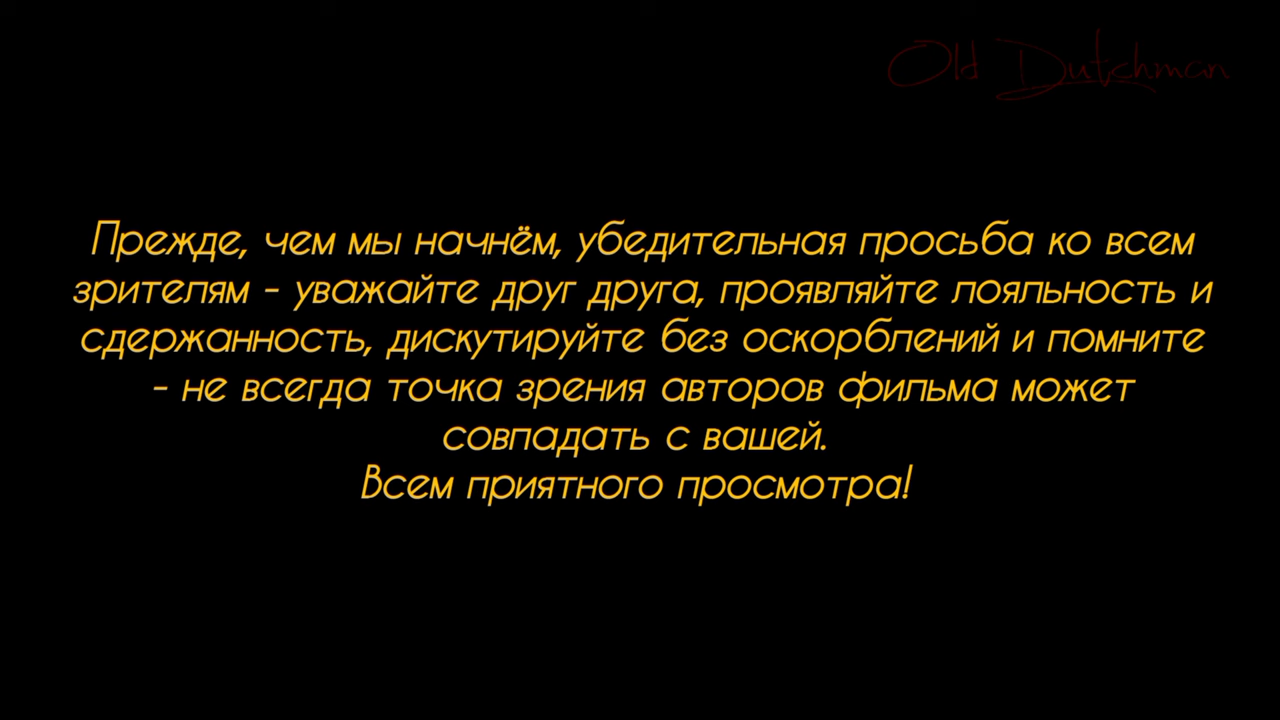 Old Dutchman
Прежде, чем мы начнём, убедительная просьба ко всем
зрителям - уважайте друг друга, проявляйте лояльность и
сдержанность, дискутируйте без оскорблений и помните
- не всегда точка зрения авторов фильма может
совпадать с вашей.
Всем приятного просмотра!